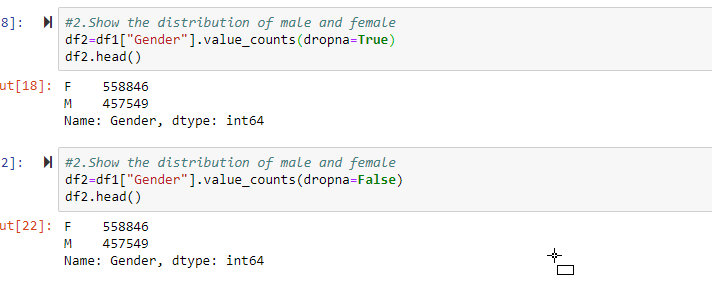 8]:
#2.Show the distribution of male and female
df2=df1["Gender"].value_counts(dropna=True)
df2.head()
ut[18]: F 558846
M 457549
Name: Gender, dtype: int64
2]:
#2.Show the distribution of male and female
df2=df1["Gender"].value_counts(dropna=False)
df2.head()
ut[22]: F 558846
M 457549
Name: Gender, dtype: int64